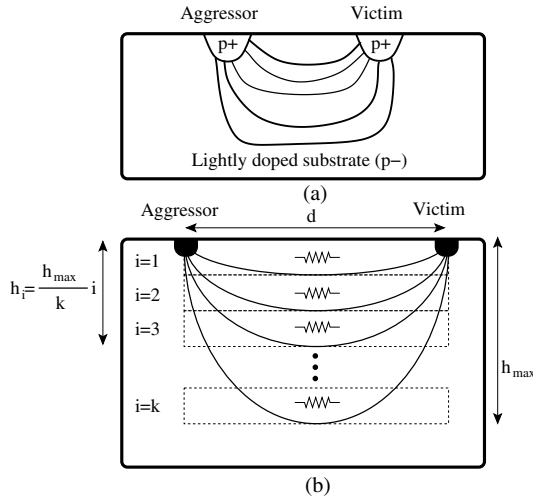 Aggressor Victim
p+ p+
Lightly doped substrate (p−)
(a)
Aggressor d Victim
i=1
i=2
h_i = h_max/k i
i=3
h_max
i=k
(b)